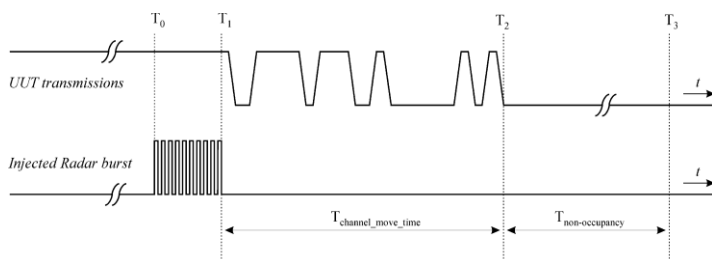 T0 T1 T2 T3
UUT transmissions
t
Injected Radar burst
t
Tchannel_move_time Tnon-occupancy